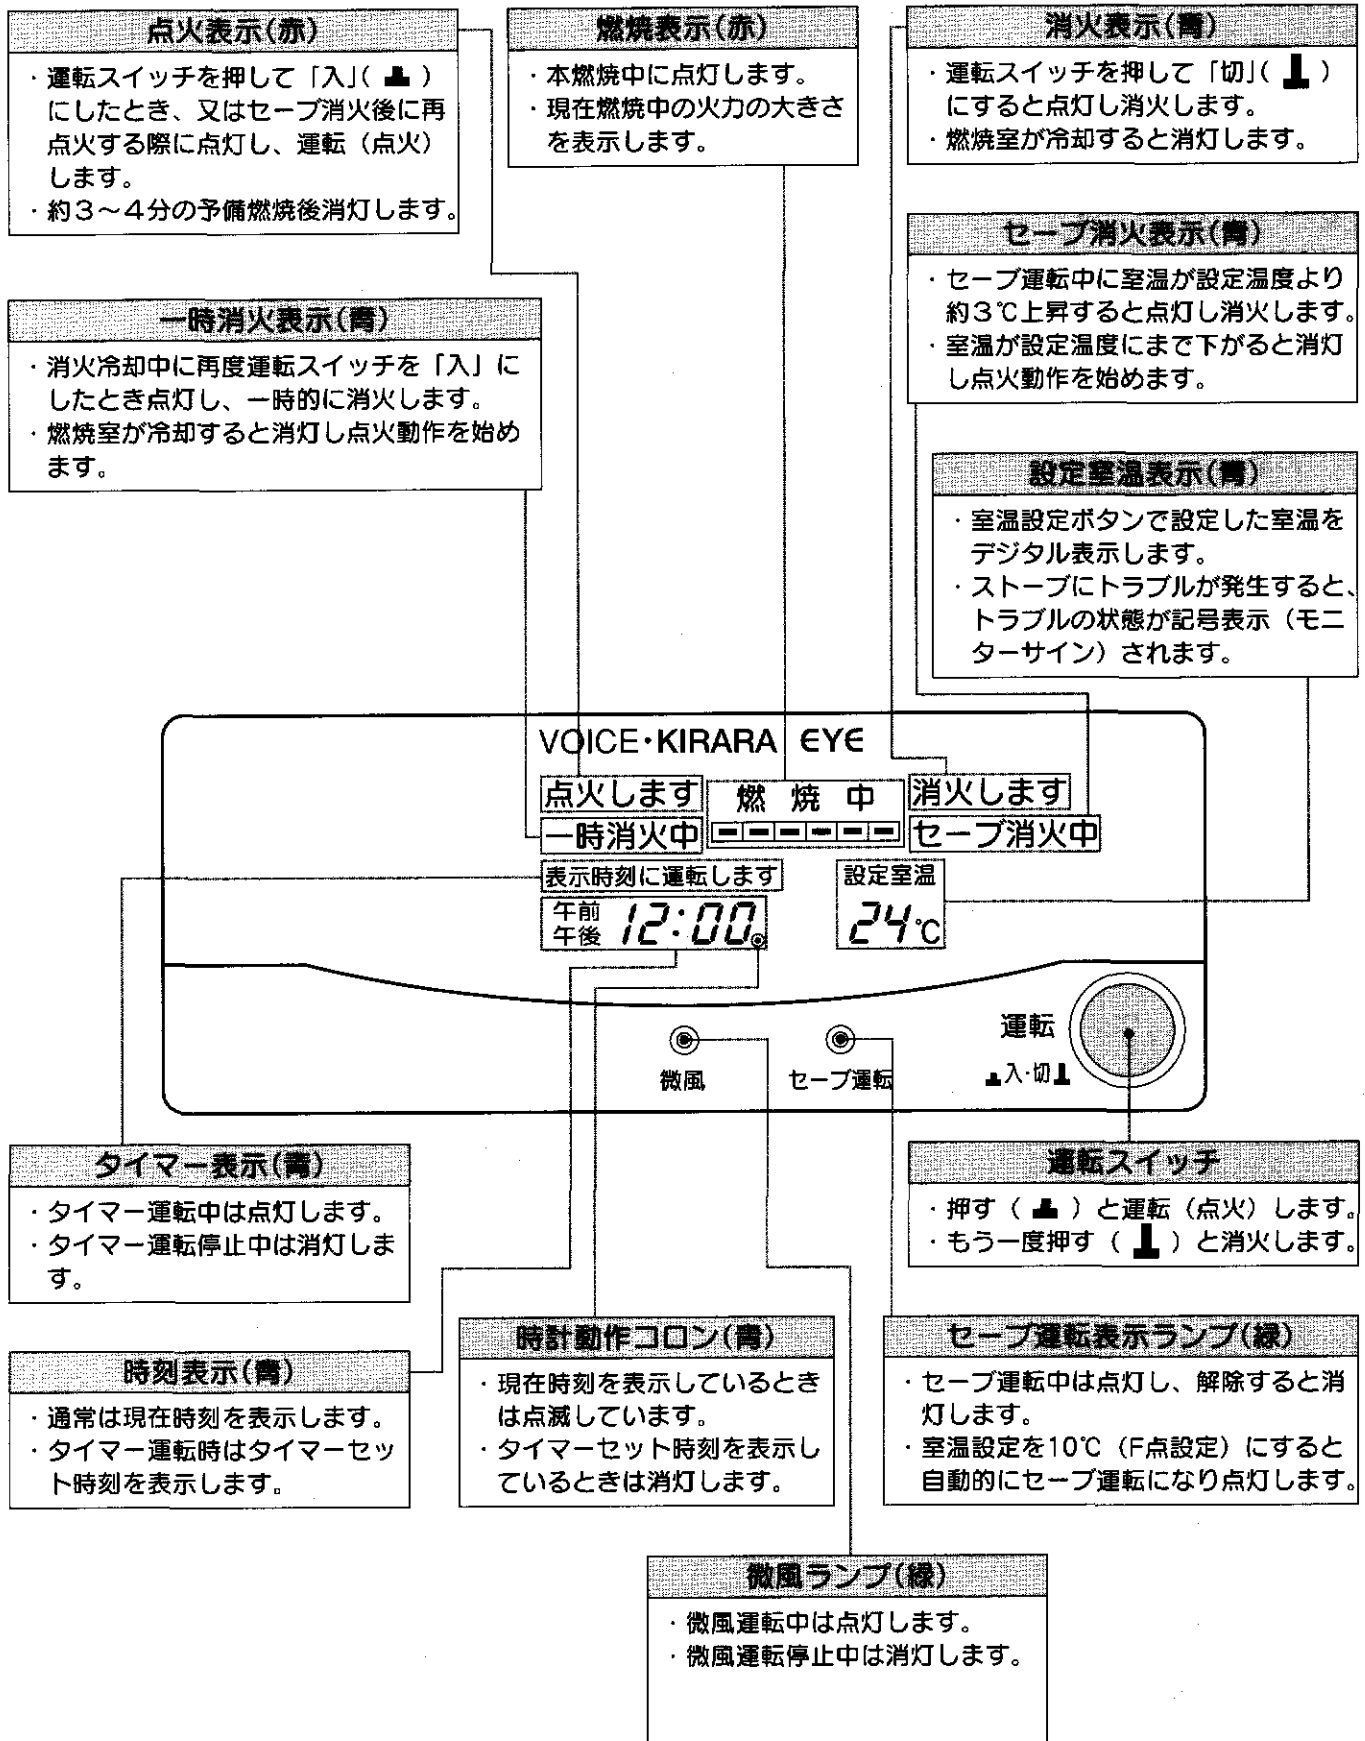 点火表示(赤)
・運転スイッチを押して「入」( )
にしたとき、又はセーブ消火後に再
点火する際に点灯し、運転（点火）
します。
・約3～4分の予備燃焼後消灯します。
燃焼表示(赤)
・本燃焼中に点灯します。
・現在燃焼中の火力の大きさ
を表示します。
消火表示(青)
・運転スイッチを押して「切」( )
にすると点灯し消火します。
・燃焼室が冷却すると消灯します。
セーブ消火表示(青)
・セーブ運転中に室温が設定温度より
約3℃上昇すると点灯し消火します。
・室温が設定温度にまで下がると消灯
し点火動作を始めます。
一時消火表示(青)
・消火冷却中に再度運転スイッチを「入」に
したとき点灯し、一時的に消火します。
・燃焼室が冷却すると消灯し点火動作を始め
ます。
設定室温表示(青)
・室温設定ボタンで設定した室温を
デジタル表示します。
・ストーブにトラブルが発生すると、
トラブルの状態が記号表示（モニ
ターサイン）されます。
VOICE・KIRARA EYE
点火します
燃焼中
消火します
一時消火中
セーブ消火中
表示時刻に運転します
設定室温
午前
午後
12:00
24℃
運転
入・切
微風
セーブ運転
タイマー表示(青)
・タイマー運転中は点灯します。
・タイマー運転停止中は消灯しま
す。
運転スイッチ
・押す（ ）と運転（点火）します。
・もう一度押す（ ）と消火します。
時刻表示(青)
・通常は現在時刻を表示します。
・タイマー運転時はタイマーセッ
ト時刻を表示します。
時計動作コロン(青)
・現在時刻を表示しているとき
は点滅しています。
・タイマーセット時刻を表示し
ているときは消灯します。
セーブ運転表示ランプ(緑)
・セーブ運転中は点灯し、解除すると消
灯します。
・室温設定を10℃（F点設定）にすると
自動的にセーブ運転になり点灯します。
微風ランプ(緑)
・微風運転中は点灯します。
・微風運転停止中は消灯します。